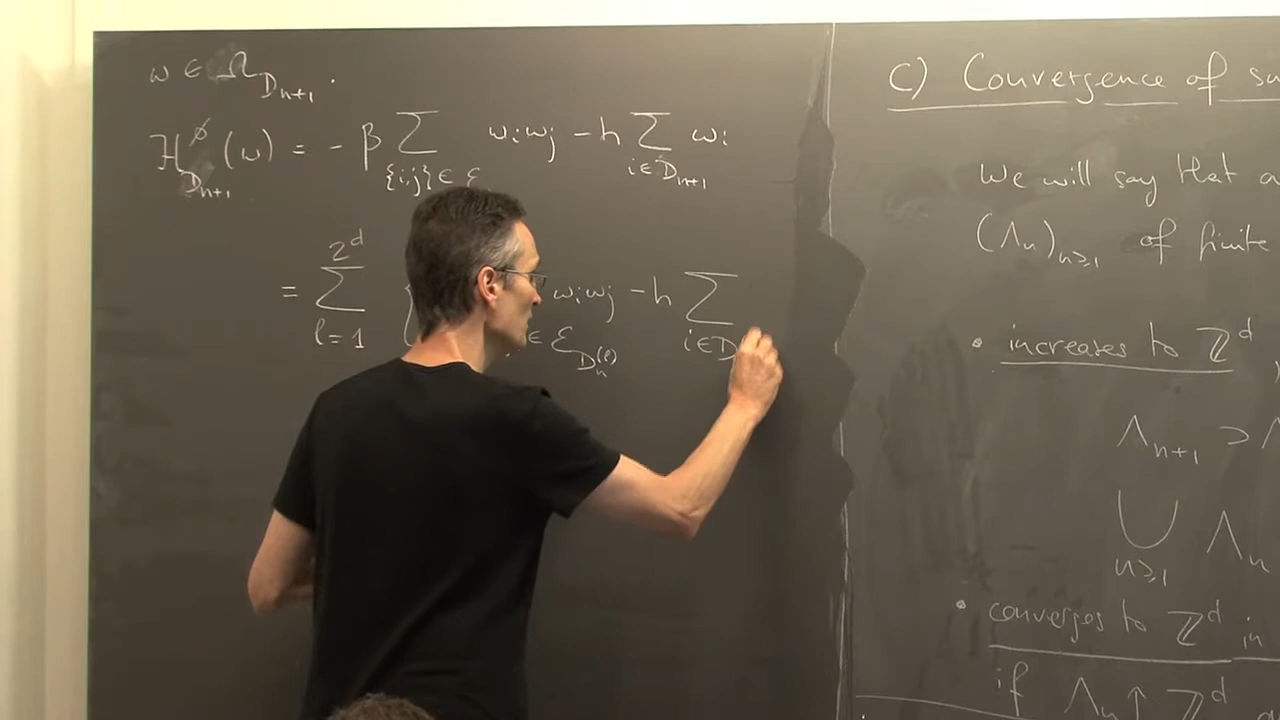 ω ∈ Ω_{D_{n+1}}.
ℋ^ø_{D_{n+1}}(ω) = - β Σ_{{i,j} ∈ ℰ} ω_i ω_j - h Σ_{i∈D_{n+1}} ω_i
= Σ_{ℓ=1}^{2^d} { ∈ ℰ_{D_n^{(ℓ)}} ω_i ω_j - h Σ_{i∈D}
c) Convergence of
We will say that a
(Λ_n)_{n≥1} of finite
• increases to ℤ^d
Λ_{n+1} ⊃
∪_{n≥1} Λ_n
• converges to ℤ^d in
if Λ_n ↑ ℤ^d